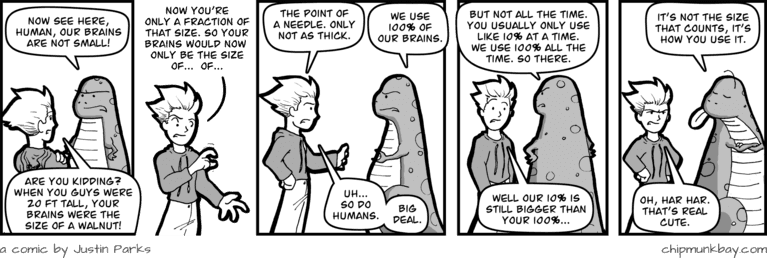 NOW SEE HERE,
HUMAN, OUR BRAINS
ARE NOT SMALL!
ARE YOU KIDDING?
WHEN YOU GUYS WERE
20 FT TALL, YOUR
BRAINS WERE THE
SIZE OF A WALNUT!
NOW YOU'RE
ONLY A FRACTION OF
THAT SIZE. SO YOUR
BRAINS WOULD NOW
ONLY BE THE SIZE
OF... OF...
THE POINT OF
A NEEDLE. ONLY
NOT AS THICK.
WE USE
100% OF
OUR BRAINS.
UH...
SO DO
HUMANS.
BIG
DEAL.
BUT NOT ALL THE TIME.
YOU USUALLY ONLY USE
LIKE 10% AT A TIME.
WE USE 100% ALL THE
TIME. SO THERE.
WELL OUR 10% IS
STILL BIGGER THAN
YOUR 100%...
IT'S NOT THE SIZE
THAT COUNTS, IT'S
HOW YOU USE IT.
OH, HAR HAR.
THAT'S REAL
CUTE.
a comic by Justin Parks
chipmunkbay.com